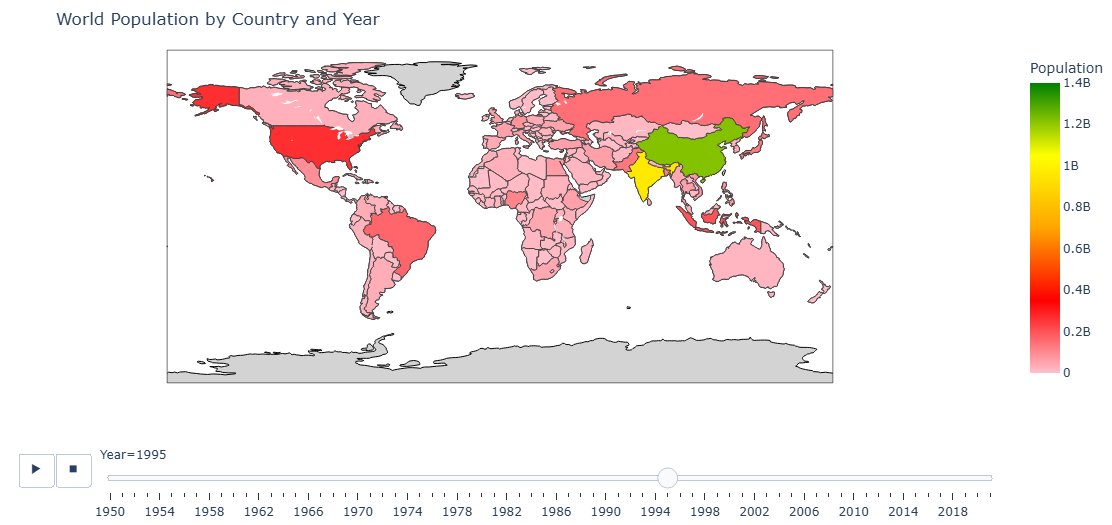 World Population by Country and Year
Population
1.4B
1.2B
1B
0.8B
0.6B
0.4B
0.2B
0
Year=1995
1950 1954 1958 1962 1966 1970 1974 1978 1982 1986 1990 1994 1998 2002 2006 2010 2014 2018